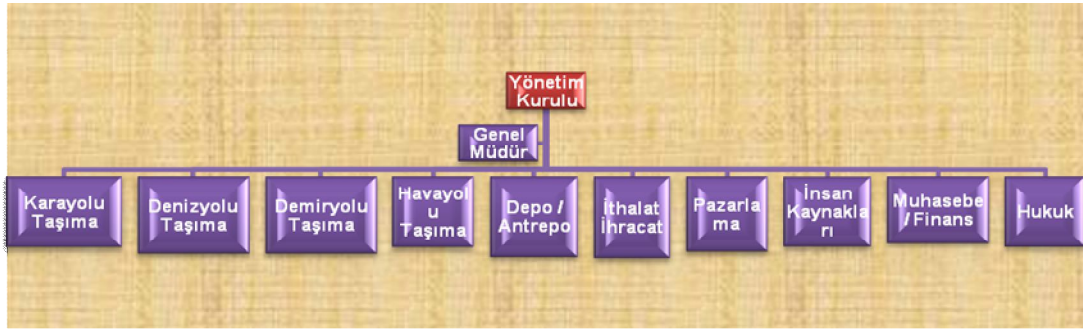 Yönetim
Kurulu
Genel
Müdür
Karayolu
Taşıma
Denizyolu
Taşıma
Demiryolu
Taşıma
Havayol
u
Taşıma
Depo /
Antrepo
İthalat
İhracat
Pazarla
ma
İnsan
Kaynakla
rı
Muhasebe
/Finans
Hukuk